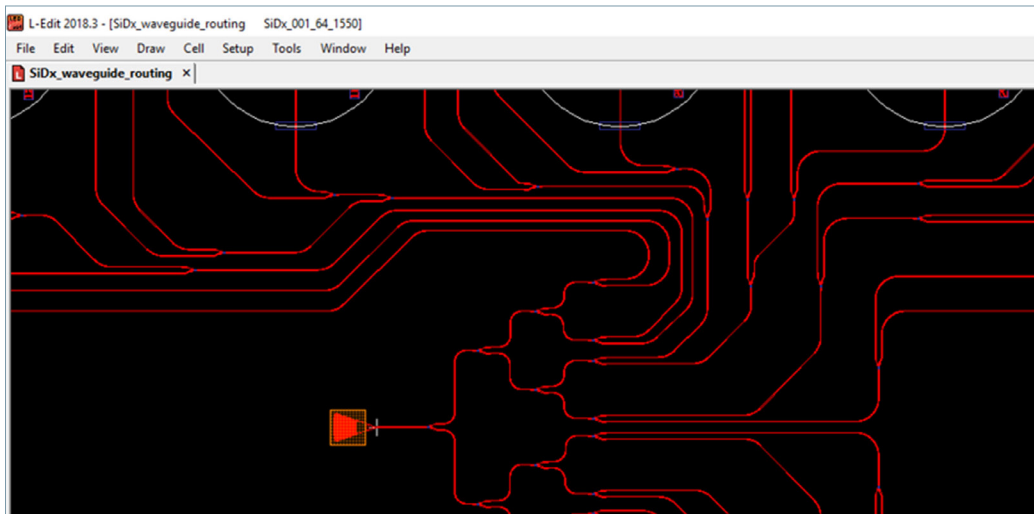 L-Edit 2018.3 - [SiDx_waveguide_routing SiDx_001_64_1550]
File Edit View Draw Cell Setup Tools Window Help
SiDx_waveguide_routing ×